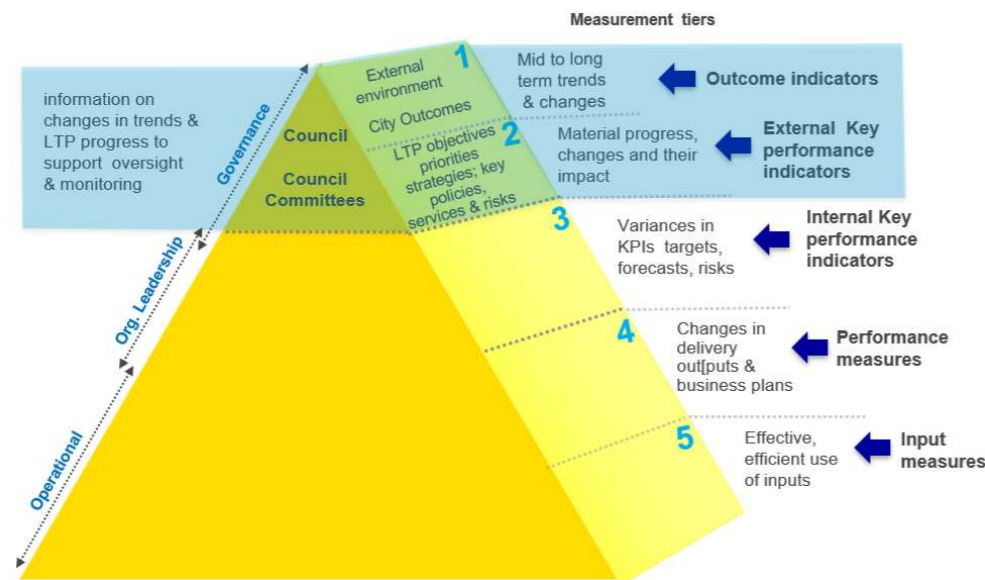 Measurement tiers
information on
changes in trends &
LTP progress to
support oversight
& monitoring
Governance
Org. Leadership
Operational
Council
Council
Committees
1
External
environment
City Outcomes
2
LTP objectives
priorities
strategies; key
policies,
services & risks
3
4
5
Mid to long
term trends
& changes
Outcome indicators
Material progress,
changes and their
impact
External Key
performance
indicators
Variances in
KPIs targets,
forecasts, risks
Internal Key
performance
indicators
Changes in
delivery
out[puts &
business plans
Performance
measures
Effective,
efficient use
of inputs
Input
measures